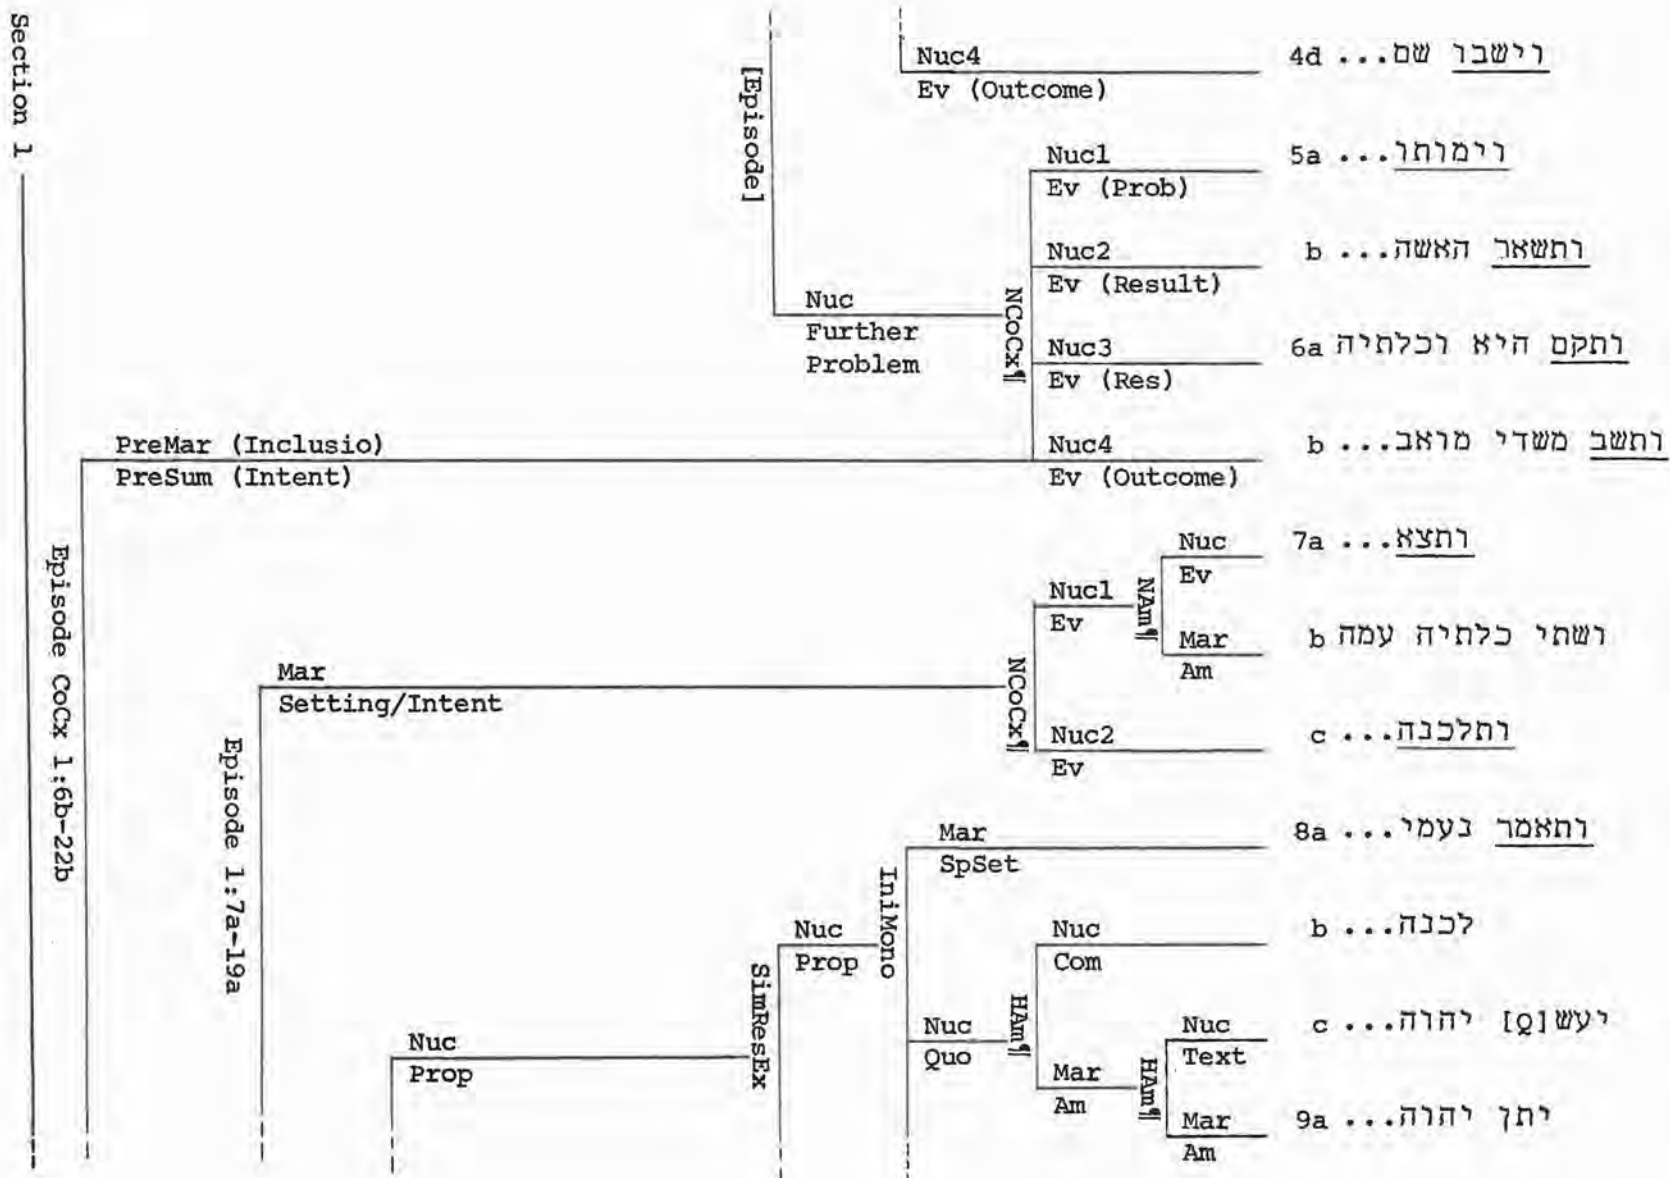 Section 1
Episode CoCx 1:6b-22b
Episode 1:7a-19a
[Episode]
Nuc4
Ev (Outcome)
4d וישבו שם...
Nuc
Further
Problem
NCoCx¶
Nuc1
Ev (Prob)
5a וימותו...
Nuc2
Ev (Result)
b ותשאר האשה...
Nuc3
Ev (Res)
6a ותקם היא וכלתיה
PreMar (Inclusio)
PreSum (Intent)
Nuc4
Ev (Outcome)
b ותשב משדי מואב...
Mar
Setting/Intent
NCoCx¶
Nuc1
Ev
NAm¶
Nuc
Ev
7a ותצא...
Mar
Am
b ושתי כלתיה עמה
Nuc2
Ev
c ותלכנה...
Nuc
Prop
SimResEx
Nuc
Prop
IniMono
Mar
SpSet
8a ותאמר נעמי...
Nuc
Quo
HAm¶
Nuc
Com
b לכנה...
Mar
Am
HAm¶
Nuc
Text
c יעש[Q] יהוה...
Mar
Am
9a יתן יהוה...